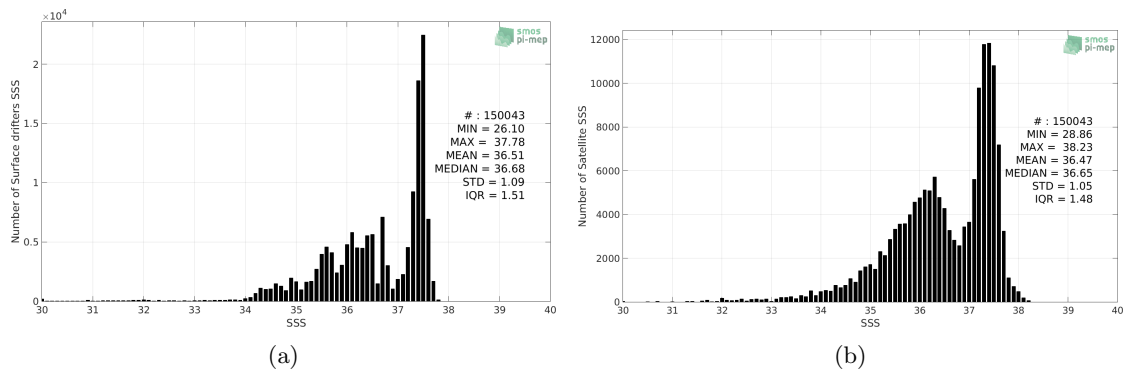 ×10⁴
smos
pi-mep
2
1.5
1
0.5
0
Number of Surface drifters SSS
# : 150043
MIN = 26.10
MAX = 37.78
MEAN = 36.51
MEDIAN = 36.68
STD = 1.09
IQR = 1.51
30 31 32 33 34 35 36 37 38 39 40
SSS
(a)
smos
pi-mep
12000
10000
8000
6000
4000
2000
0
Number of Satellite SSS
# : 150043
MIN = 28.86
MAX = 38.23
MEAN = 36.47
MEDIAN = 36.65
STD = 1.05
IQR = 1.48
30 31 32 33 34 35 36 37 38 39 40
SSS
(b)